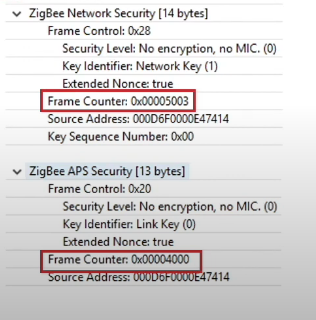 ZigBee Network Security [14 bytes]
Frame Control: 0x28
Security Level: No encryption, no MIC. (0)
Key Identifier: Network Key (1)
Extended Nonce: true
Frame Counter: 0x00005003
Source Address: 000D6F0000E47414
Key Sequence Number: 0x00
ZigBee APS Security [13 bytes]
Frame Control: 0x20
Security Level: No encryption, no MIC. (0)
Key Identifier: Link Key (0)
Extended Nonce: true
Frame Counter: 0x00004000
Source Address: 000D6F0000E47414